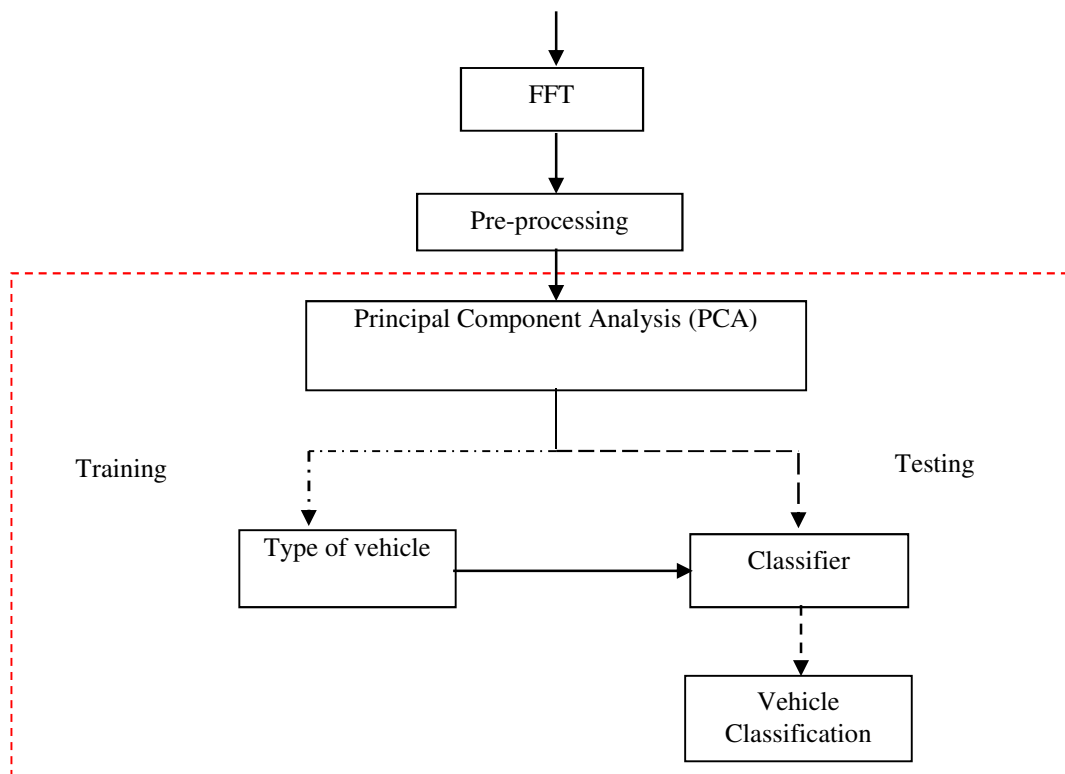 FFT
Pre-processing
Principal Component Analysis (PCA)
Training
Testing
Type of vehicle
Classifier
Vehicle
Classification